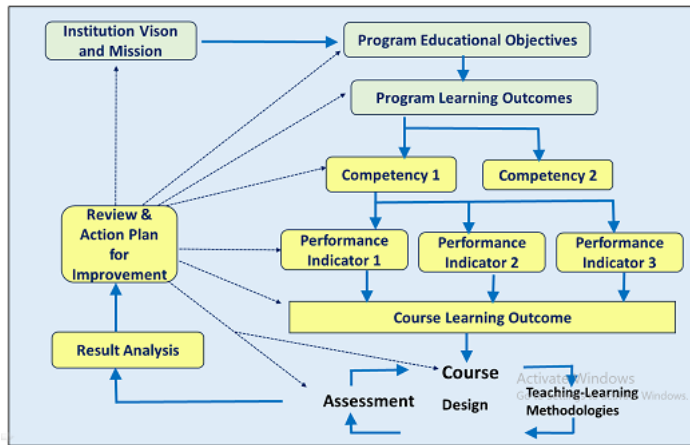 Institution Vison
and Mission
Program Educational Objectives
Program Learning Outcomes
Competency 1
Competency 2
Review &
Action Plan
for
Improvement
Performance
Indicator 1
Performance
Indicator 2
Performance
Indicator 3
Course Learning Outcome
Result Analysis
Course
Design
Assessment
Activate Windows
Teaching-Learning
Methodologies
Windows.